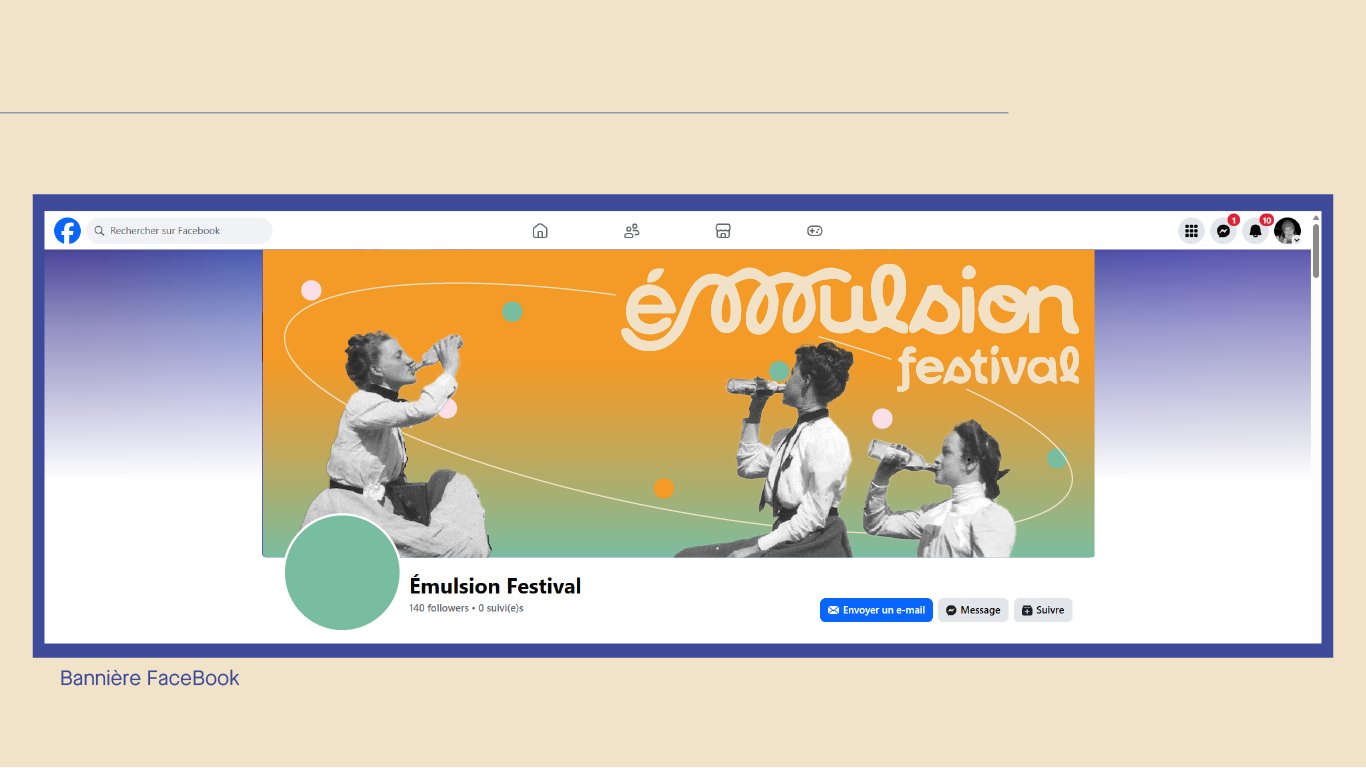 Rechercher sur Facebook
1
10
émulsion
festival
Émulsion Festival
140 followers • 0 suivi(e)s
Envoyer un e-mail
Message
Suivre
Bannière FaceBook